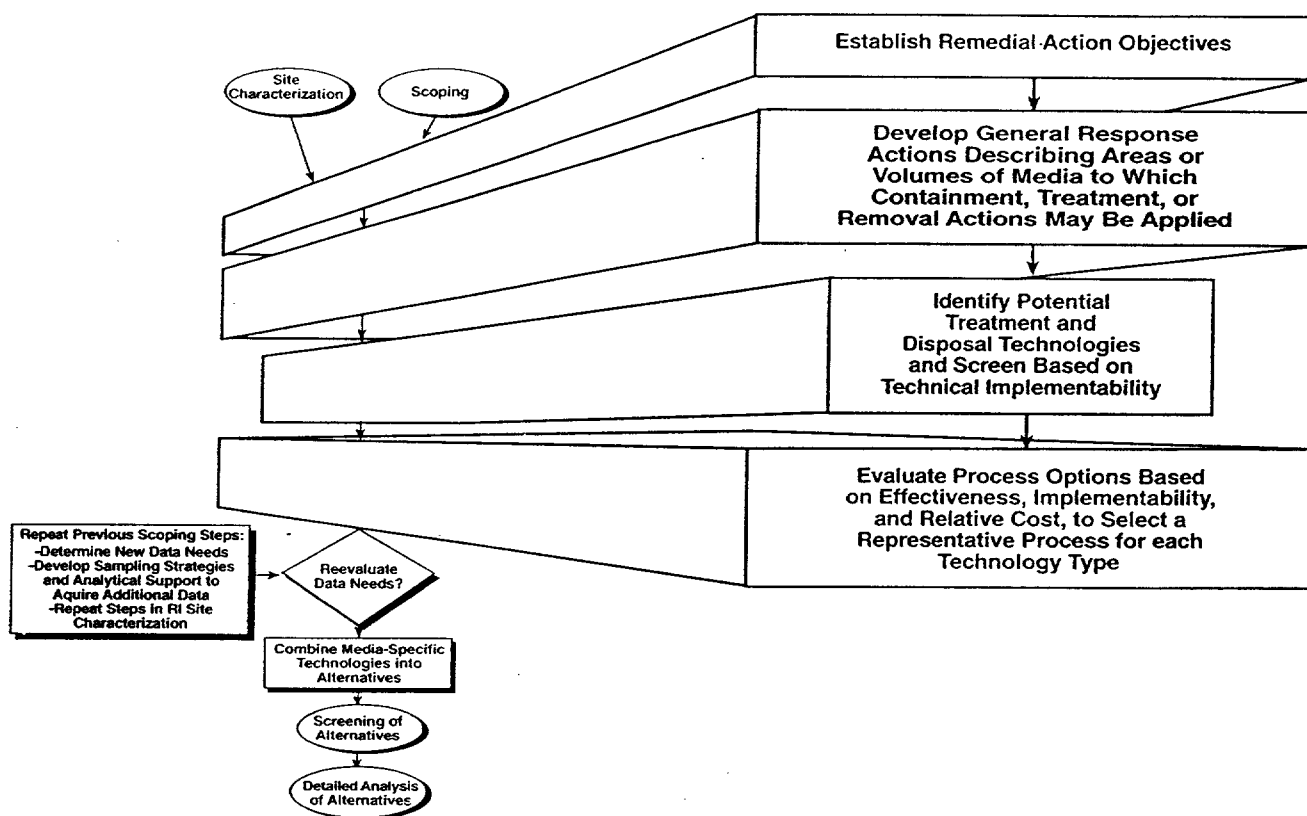 Establish Remedial Action Objectives
Site
Characterization
Scoping
Develop General Response
Actions Describing Areas or
Volumes of Media to Which
Containment, Treatment, or
Removal Actions May Be Applied
Identify Potential
Treatment and
Disposal Technologies
and Screen Based on
Technical Implementability
Evaluate Process Options Based
on Effectiveness, Implementability,
and Relative Cost, to Select a
Representative Process for each
Technology Type
Repeat Previous Scoping Steps:
-Determine New Data Needs
-Develop Sampling Strategies
and Analytical Support to
Aquire Additional Data
-Repeat Steps in RI Site
Characterization
Reevaluate
Data Needs?
Combine Media-Specific
Technologies into
Alternatives
Screening of
Alternatives
Detailed Analysis
of Alternatives